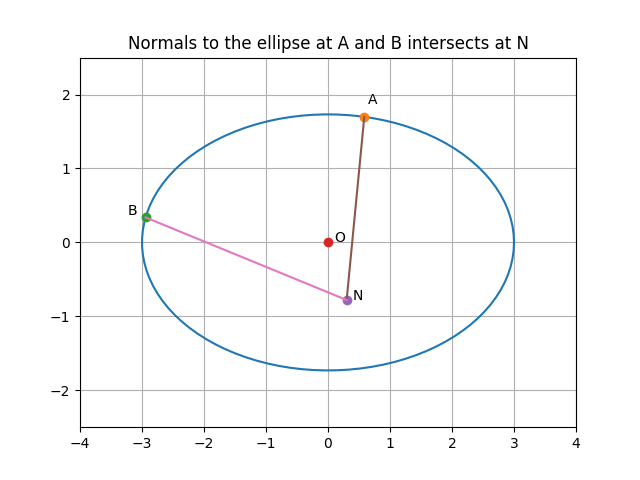 Normals to the ellipse at A and B intersects at N
2
1
0
−1
−2
A
B
O
N
−4 −3 −2 −1 0 1 2 3 4